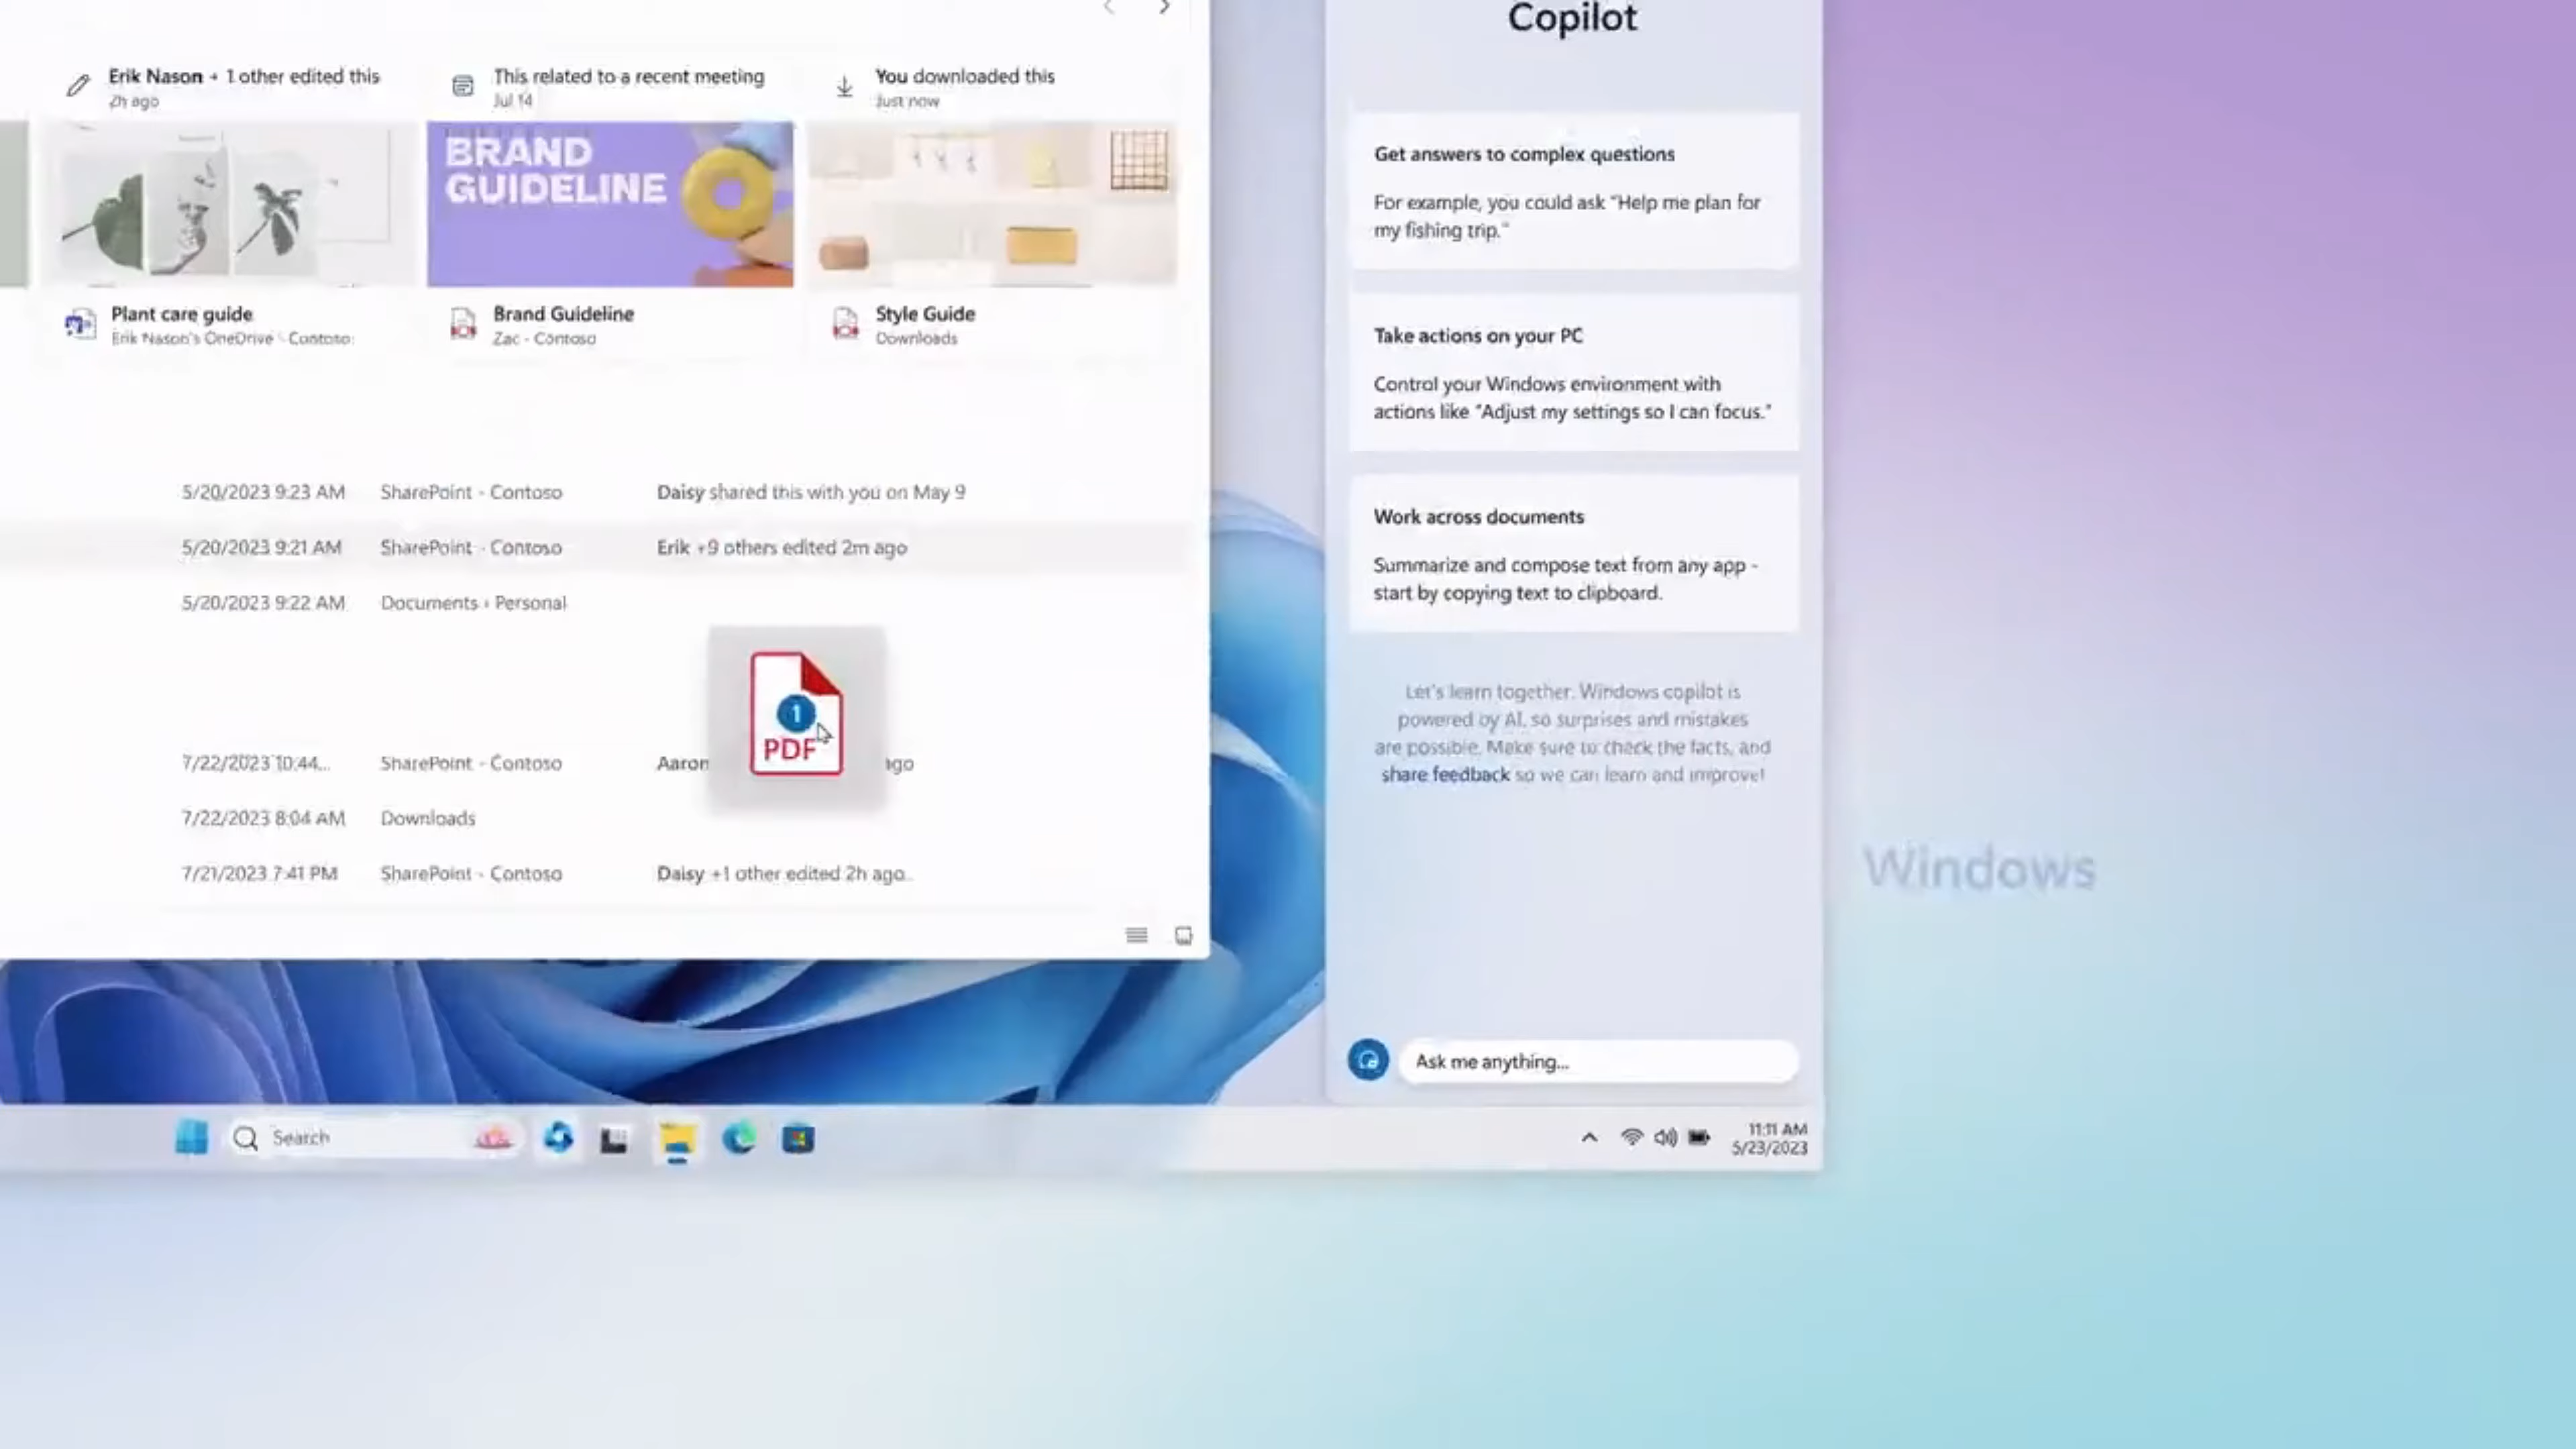 Erik Nason + 1 other edited this
2h ago
This related to a recent meeting
Jul 14
You downloaded this
Just now
BRAND
GUIDELINE
Plant care guide
Erik Nason's OneDrive - Contoso
Brand Guideline
Zac - Contoso
Style Guide
Downloads
5/20/2023 9:23 AM SharePoint - Contoso Daisy shared this with you on May 9
5/20/2023 9:21 AM SharePoint - Contoso Erik +9 others edited 2m ago
5/20/2023 9:22 AM Documents › Personal
1
PDF
7/22/2023 10:44... SharePoint - Contoso Aaron ago
7/22/2023 8:04 AM Downloads
7/21/2023 7:41 PM SharePoint - Contoso Daisy +1 other edited 2h ago
Copilot
Get answers to complex questions
For example, you could ask "Help me plan for
my fishing trip."
Take actions on your PC
Control your Windows environment with
actions like "Adjust my settings so I can focus."
Work across documents
Summarize and compose text from any app -
start by copying text to clipboard.
Let's learn together. Windows copilot is
powered by AI, so surprises and mistakes
are possible. Make sure to check the facts, and
share feedback so we can learn and improve!
Ask me anything...
Windows
Search
11:11 AM
5/23/2023